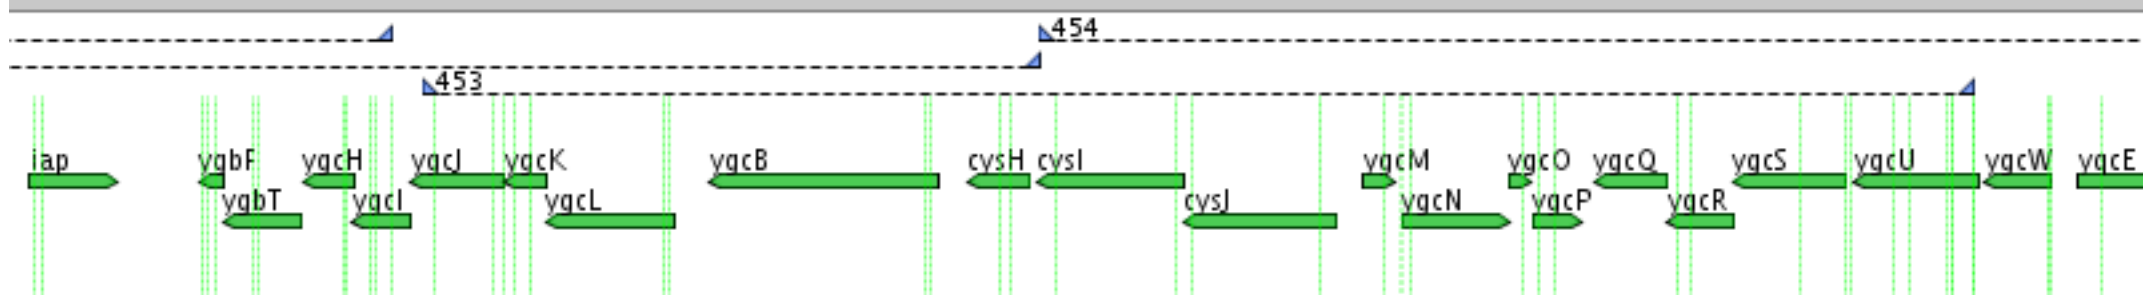 454
453
iap ygbF ygcH ygcJ ygcK ygcB cysH cysI ygcM ygcO ygcQ ygcS ygcU ygcW ygcE
ygbT ygcI ygcL cysJ ygcN ygcP ygcR